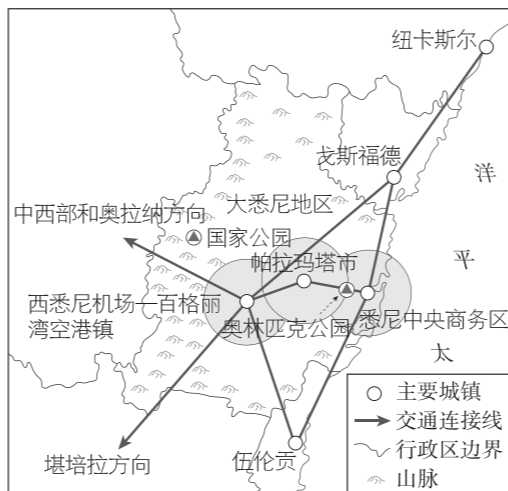 纽卡斯尔
戈斯福德
洋
大悉尼地区
中西部和奥拉纳方向
国家公园
平
帕拉玛塔市
西悉尼机场—百格丽
湾空港镇
奥林匹克公园
悉尼中央商务区
太
主要城镇
交通连接线
行政区边界
山脉
堪培拉方向
伍伦贡